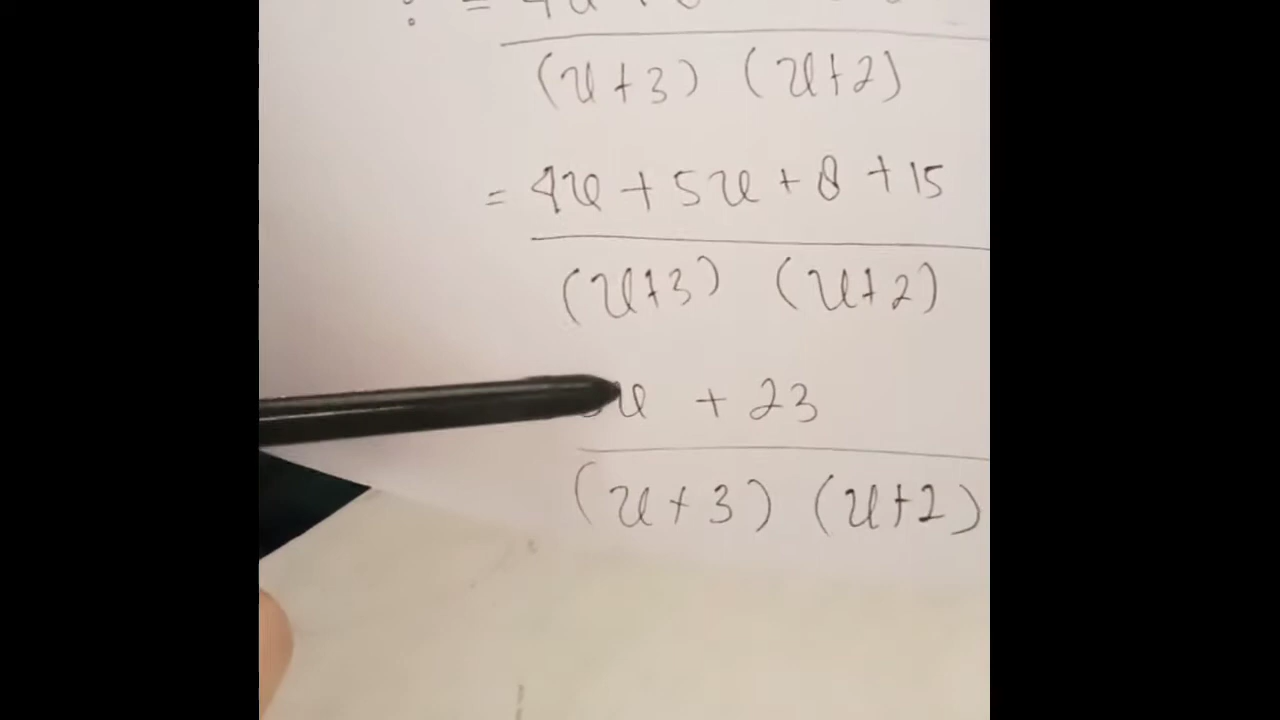 (x+3) (x+2)
= 4x + 5x + 8 + 15
(x+3) (x+2)
x + 23
(x+3) (x+2)